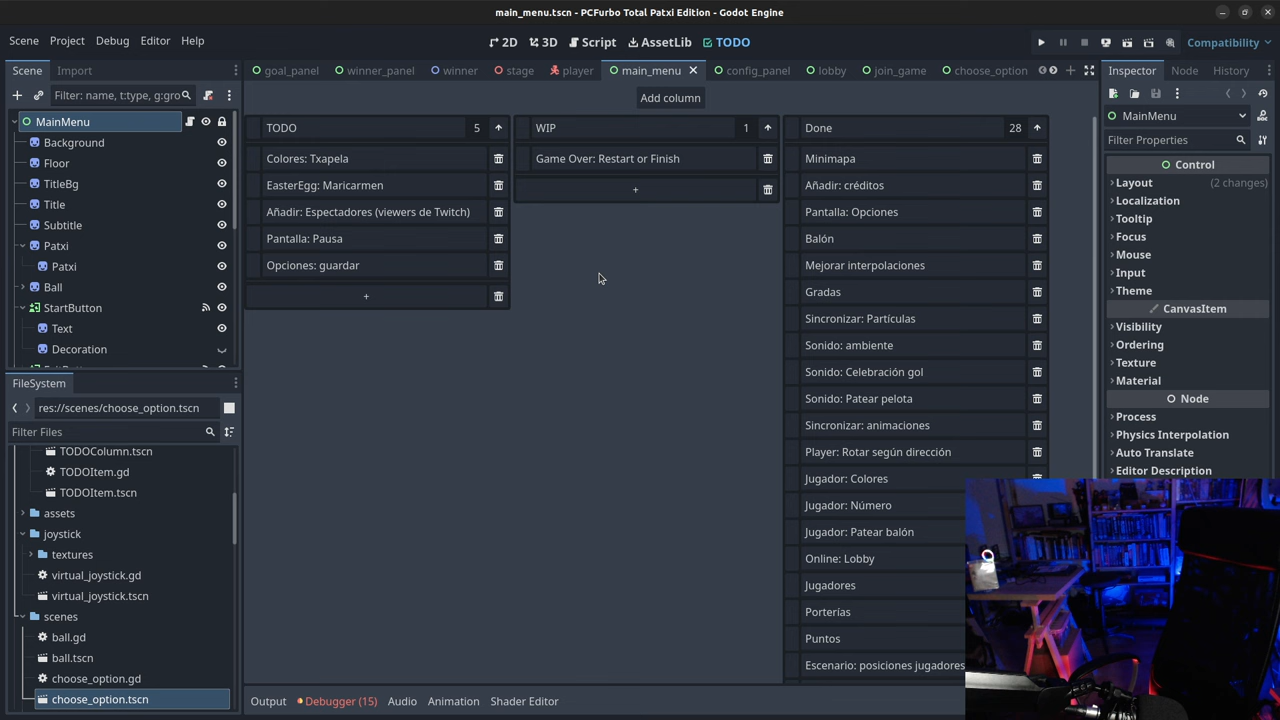 main_menu.tscn - PCFurbo Total Patxi Edition - Godot Engine
Scene Project Debug Editor Help
2D 3D Script AssetLib TODO
Compatibility
Scene Import
goal_panel winner_panel winner stage player main_menu config_panel lobby join_game choose_option
Inspector Node History
Filter: name, t:type, g:gro
Add column
MainMenu
Background
Floor
TitleBg
Title
Subtitle
Patxi
Patxi
Ball
StartButton
Text
Decoration
FileSystem
res://scenes/choose_option.tscn
Filter Files
TODOColumn.tscn
TODOItem.gd
TODOItem.tscn
assets
joystick
textures
virtual_joystick.gd
virtual_joystick.tscn
scenes
ball.gd
ball.tscn
choose_option.gd
choose_option.tscn
TODO 5
Colores: Txapela
EasterEgg: Maricarmen
Añadir: Espectadores (viewers de Twitch)
Pantalla: Pausa
Opciones: guardar
+
WIP 1
Game Over: Restart or Finish
+
Done 28
Minimapa
Añadir: créditos
Pantalla: Opciones
Balón
Mejorar interpolaciones
Gradas
Sincronizar: Partículas
Sonido: ambiente
Sonido: Celebración gol
Sonido: Patear pelota
Sincronizar: animaciones
Player: Rotar según dirección
Jugador: Colores
Jugador: Número
Jugador: Patear balón
Online: Lobby
Jugadores
Porterías
Puntos
Escenario: posiciones jugadores
Output Debugger (15) Audio Animation Shader Editor
MainMenu
Filter Properties
Control
Layout (2 changes)
Localization
Tooltip
Focus
Mouse
Input
Theme
CanvasItem
Visibility
Ordering
Texture
Material
Node
Process
Physics Interpolation
Auto Translate
Editor Description